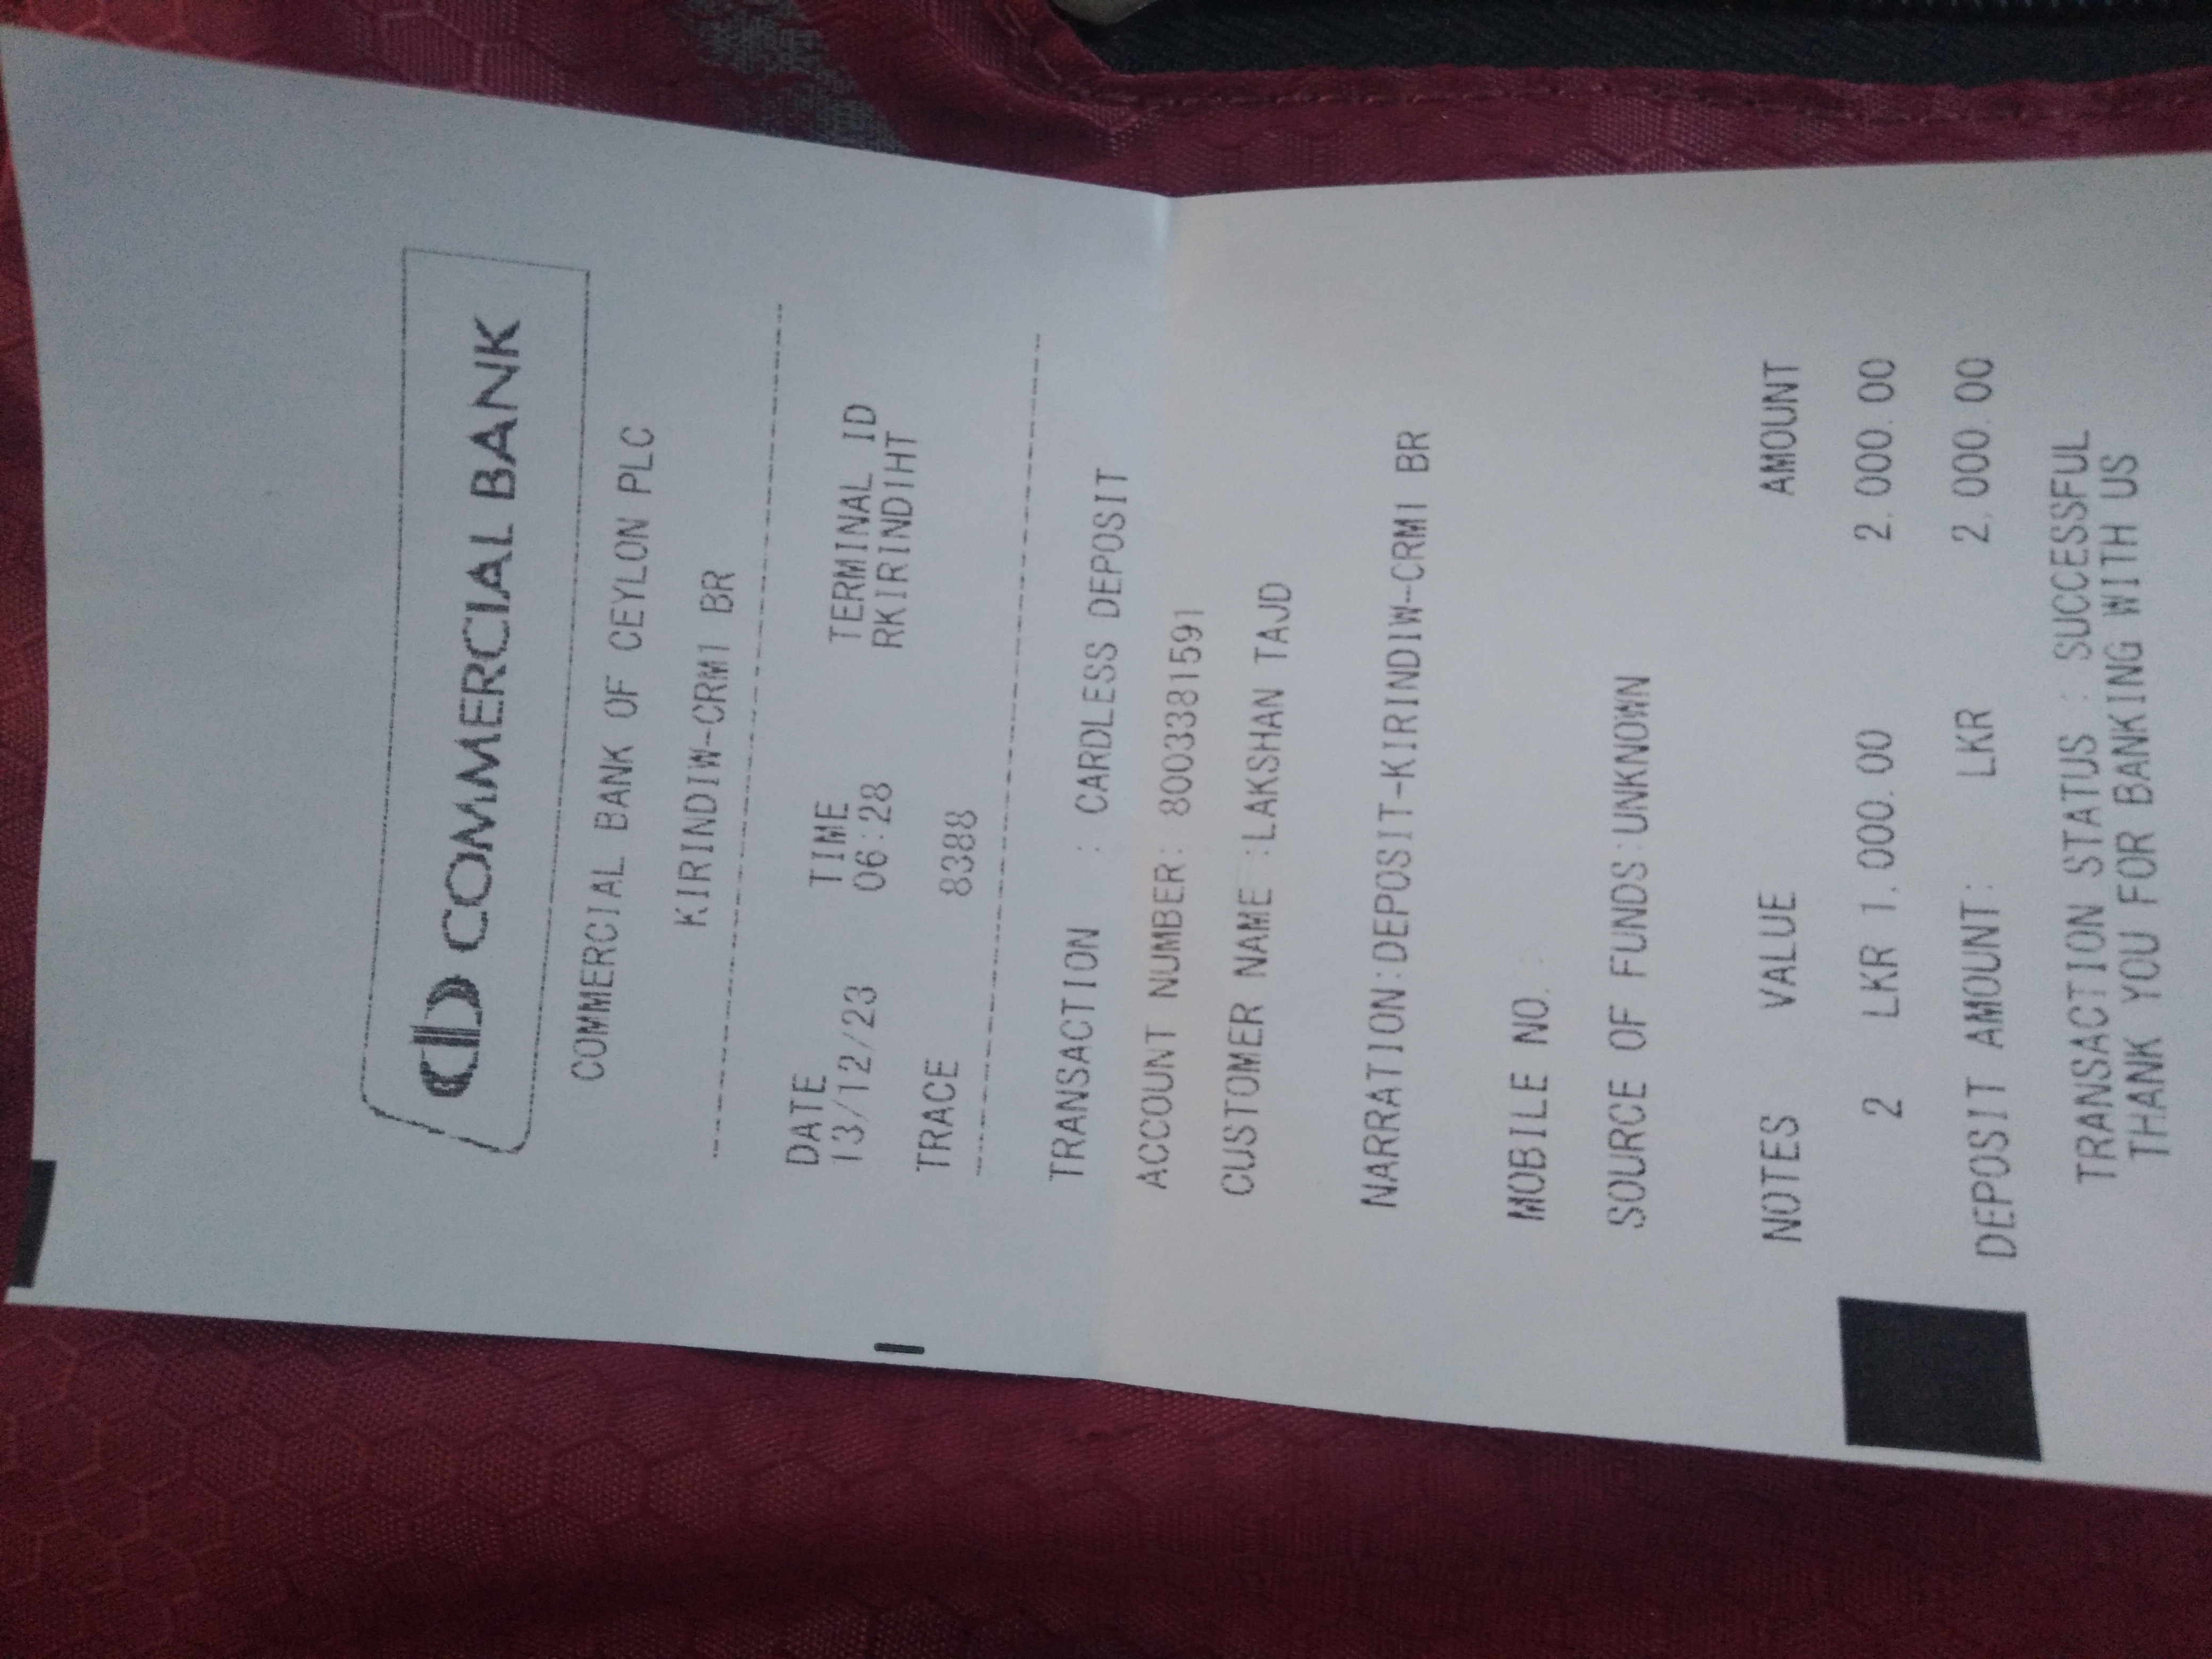 COMMERCIAL BANK
COMMERCIAL BANK OF CEYLON PLC
KIRINDIW-CRM1 BR
DATE TIME TERMINAL ID
13/12/23 06:28 RKIRIND1HT
TRACE 8388
TRANSACTION : CARDLESS DEPOSIT
ACCOUNT NUMBER: 8003381591
CUSTOMER NAME :LAKSHAN TAJD
NARRATION:DEPOSIT-KIRINDIW-CRM1 BR
MOBILE NO. :
SOURCE OF FUNDS:UNKNOWN
NOTES VALUE AMOUNT
2 LKR 1,000.00 2,000.00
DEPOSIT AMOUNT: LKR 2,000.00
TRANSACTION STATUS : SUCCESSFUL
THANK YOU FOR BANKING WITH US